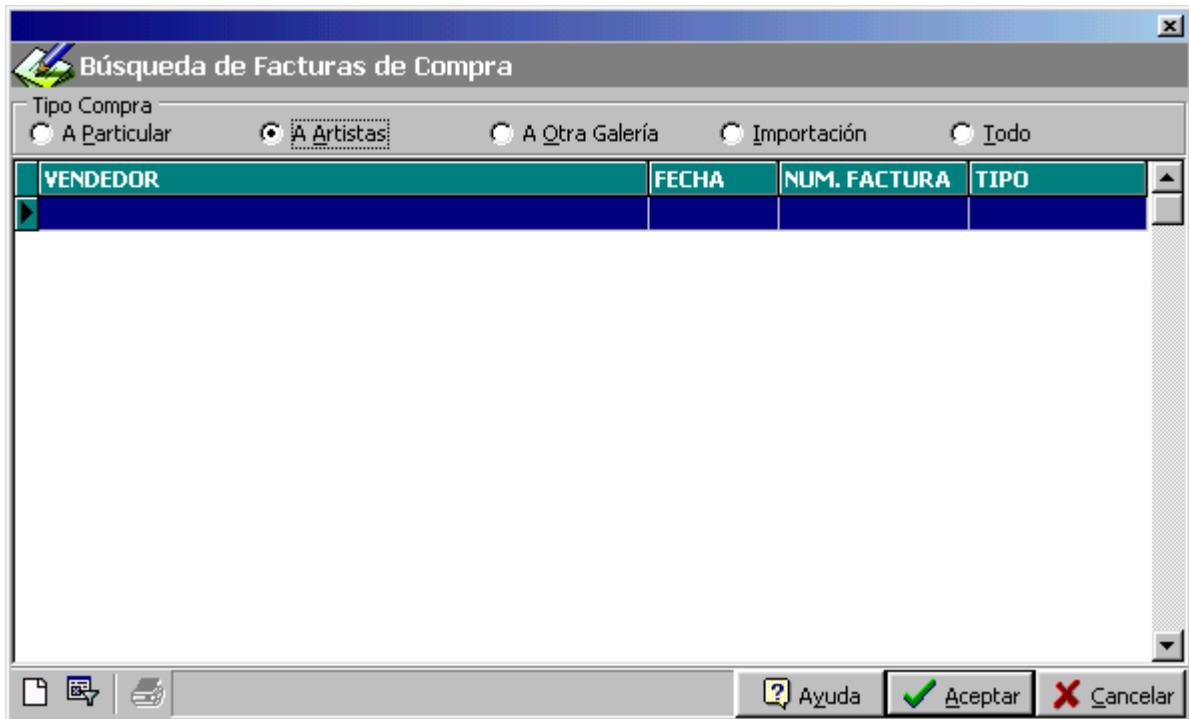 Búsqueda de Facturas de Compra
Tipo Compra
A Particular A Artistas A Otra Galería Importación Todo
VENDEDOR FECHA NUM. FACTURA TIPO
Ayuda Aceptar Cancelar